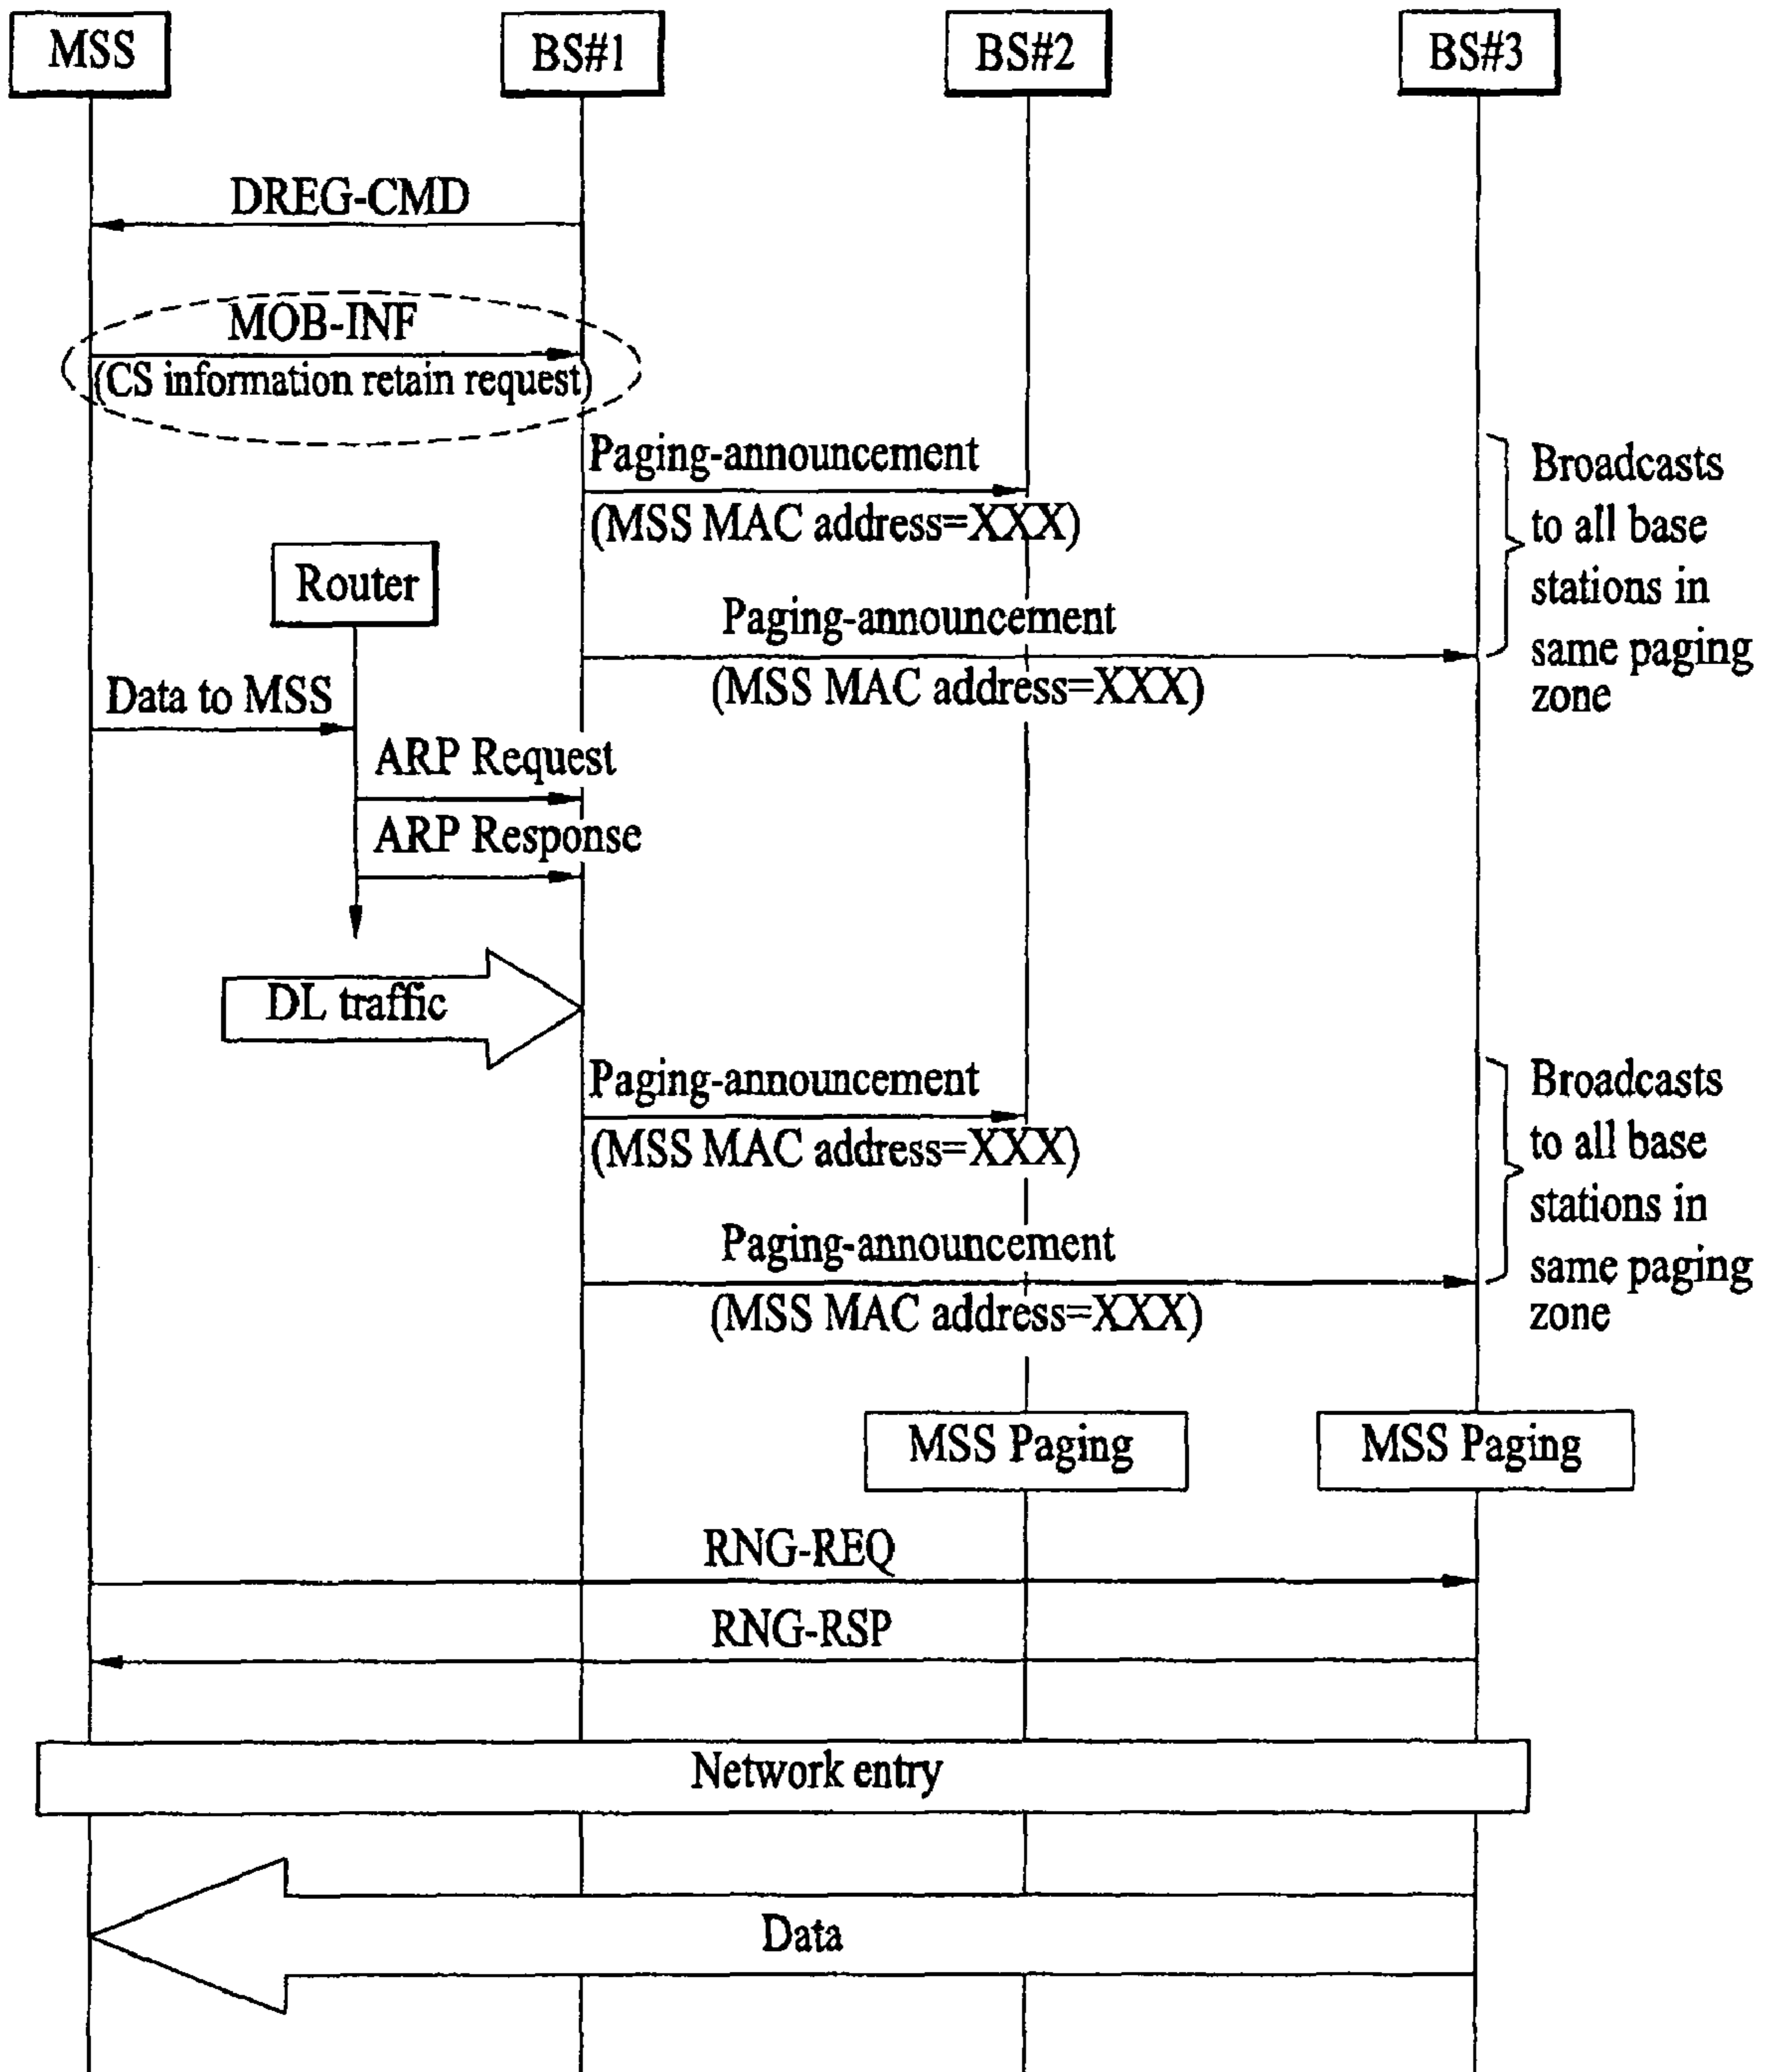 MSS
BS#1
BS#2
BS#3
DREG-CMD
MOB-INF
(CS information retain request)
Paging-announcement
(MSS MAC address=XXX)
Broadcasts
to all base
stations in
same paging
zone
Router
Paging-announcement
(MSS MAC address=XXX)
Data to MSS
ARP Request
ARP Response
DL traffic
Paging-announcement
(MSS MAC address=XXX)
Broadcasts
to all base
stations in
same paging
zone
Paging-announcement
(MSS MAC address=XXX)
MSS Paging
MSS Paging
RNG-REQ
RNG-RSP
Network entry
Data